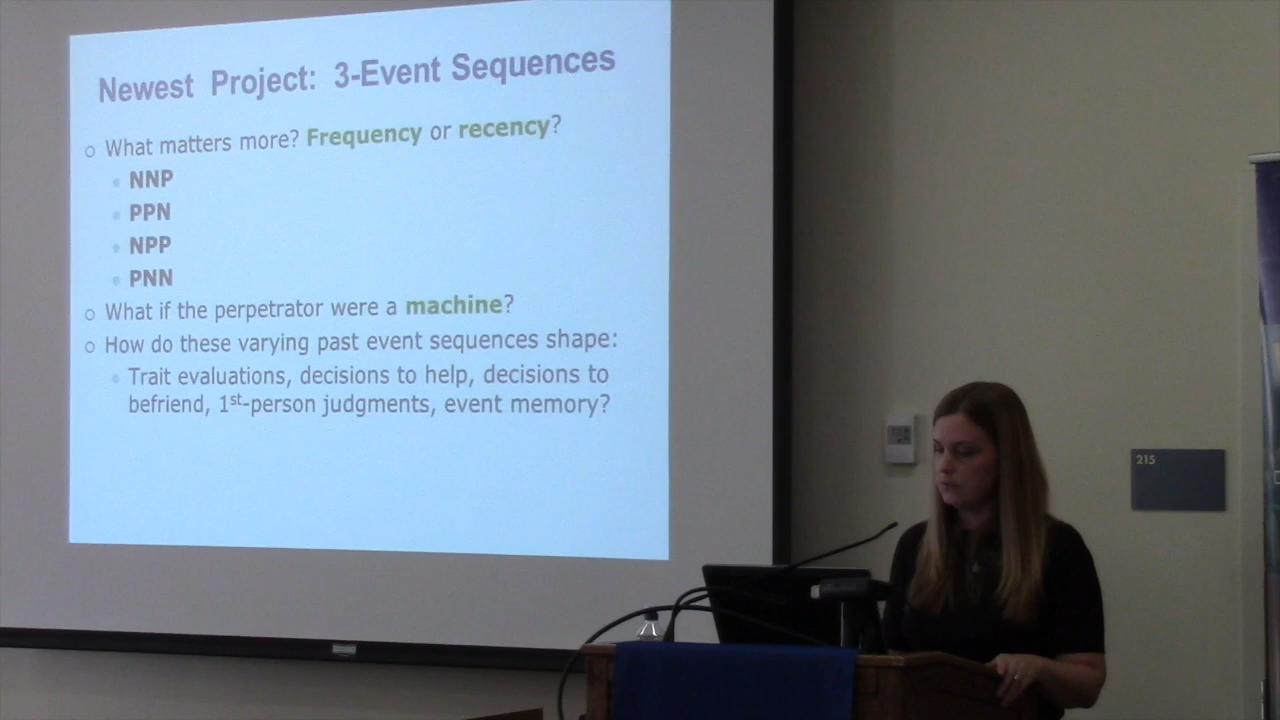 Newest Project: 3-Event Sequences
What matters more? Frequency or recency?
NNP
PPN
NPP
PNN
What if the perpetrator were a machine?
How do these varying past event sequences shape:
Trait evaluations, decisions to help, decisions to
befriend, 1st-person judgments, event memory?
215